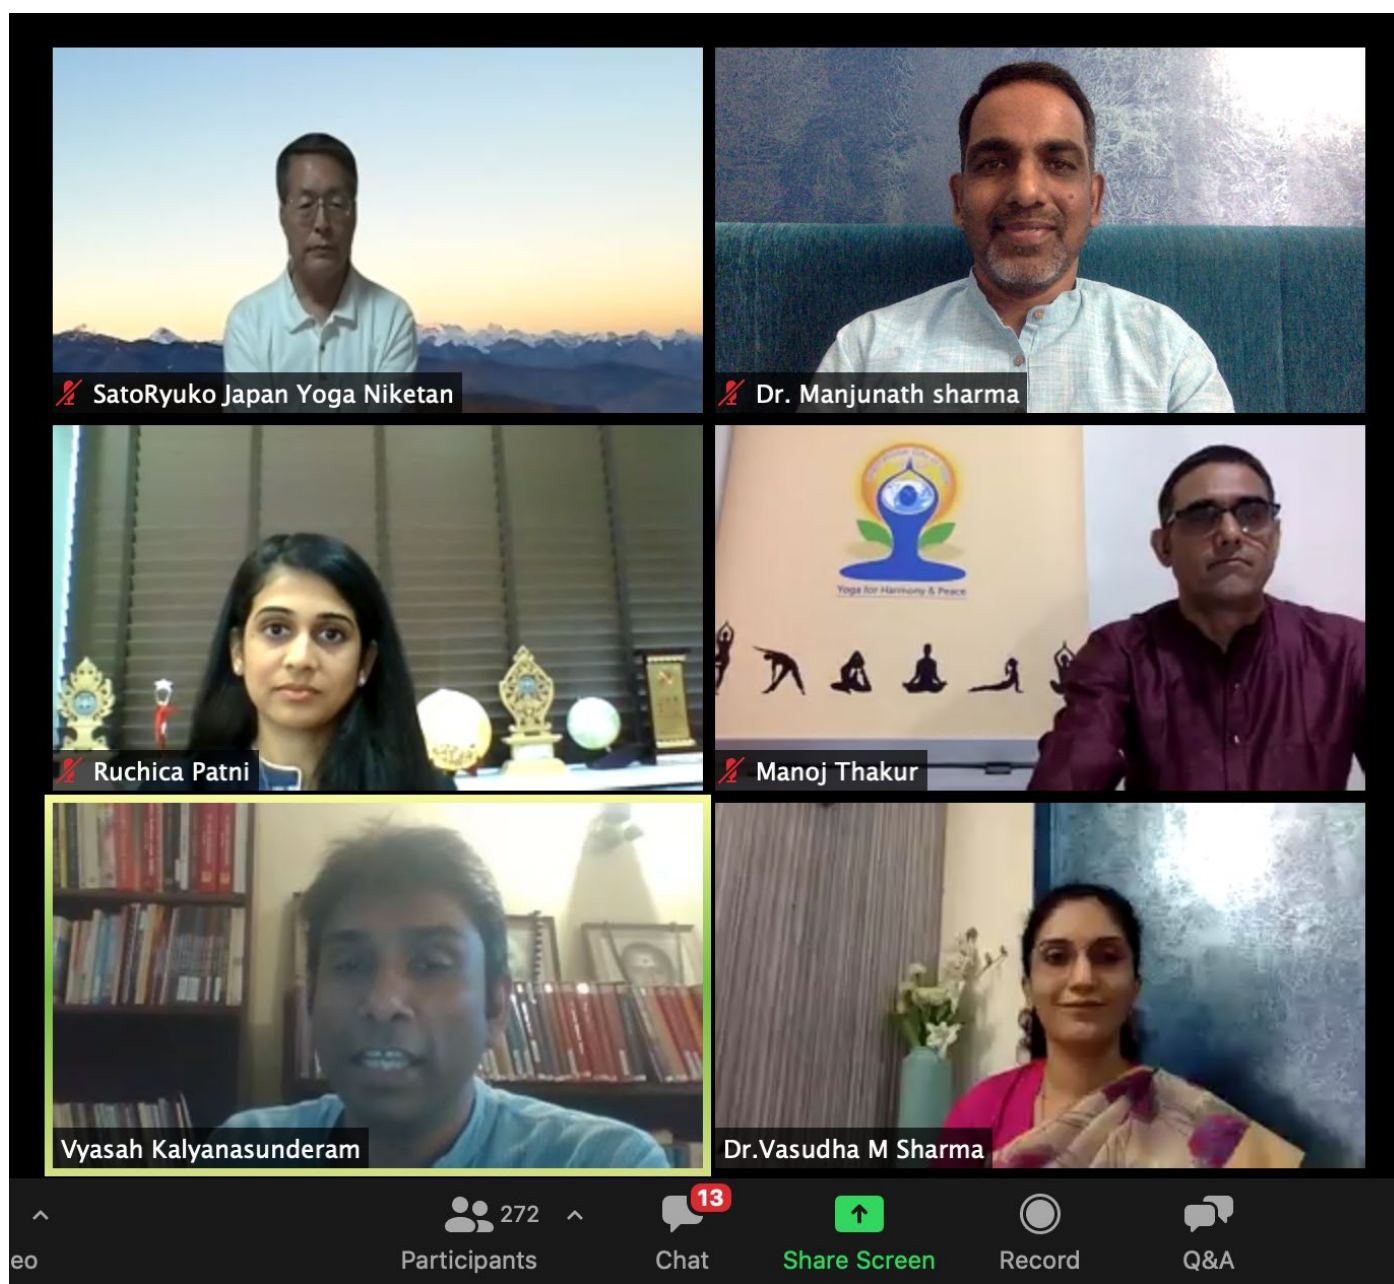 SatoRyuko Japan Yoga Niketan
Dr. Manjunath sharma
Yoga for Harmony & Peace
Ruchica Patni
Manoj Thakur
Vyasah Kalyanasunderam
Dr.Vasudha M Sharma
13
272
eo
Participants
Chat
Share Screen
Record
Q&A